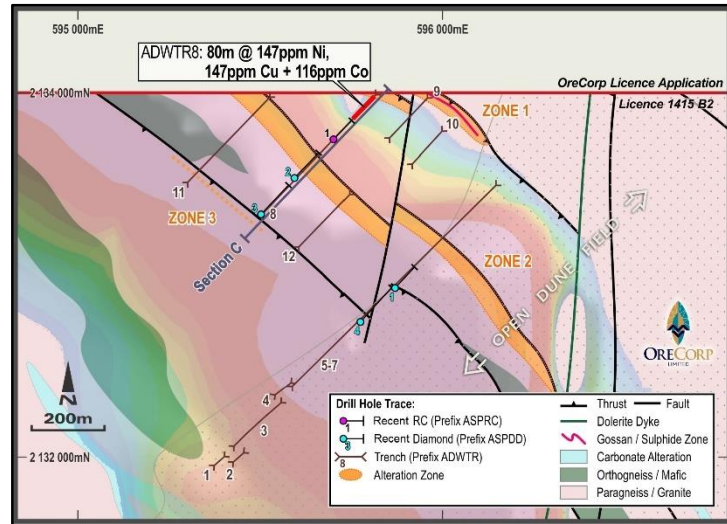 595 000mE
596 000mE
ADWTR8: 80m @ 147ppm Ni,
147ppm Cu + 116ppm Co
OreCorp Licence Application
2 134 000mN
Licence 1415 B2
9
ZONE 1
10
1
2
11
3
8
ZONE 3
12
Section C
ZONE 2
1
4
OPEN DUNE FIELD
5-7
4
3
1
2
N
200m
2 132 000mN
ORECORP
LIMITED
Drill Hole Trace:
1 Recent RC (Prefix ASPRC)
3 Recent Diamond (Prefix ASPDD)
8 Trench (Prefix ADWTR)
Alteration Zone
Thrust
Fault
Dolerite Dyke
Gossan / Sulphide Zone
Carbonate Alteration
Orthogneiss / Mafic
Paragneiss / Granite